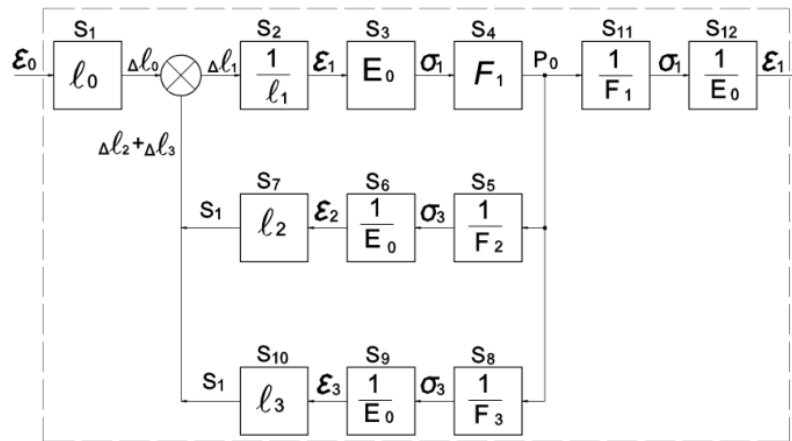 S₁ S₂ S₃ S₄ S₁₁ S₁₂
ε₀ ℓ₀ Δℓ₀ Δℓ₁ 1/ℓ₁ ε₁ E₀ σ₁ F₁ P₀ 1/F₁ σ₁ 1/E₀ ε₁
Δℓ₂+Δℓ₃
S₇ S₆ S₅
S₁ ℓ₂ ε₂ 1/E₀ σ₃ 1/F₂
S₁₀ S₉ S₈
S₁ ℓ₃ ε₃ 1/E₀ σ₃ 1/F₃